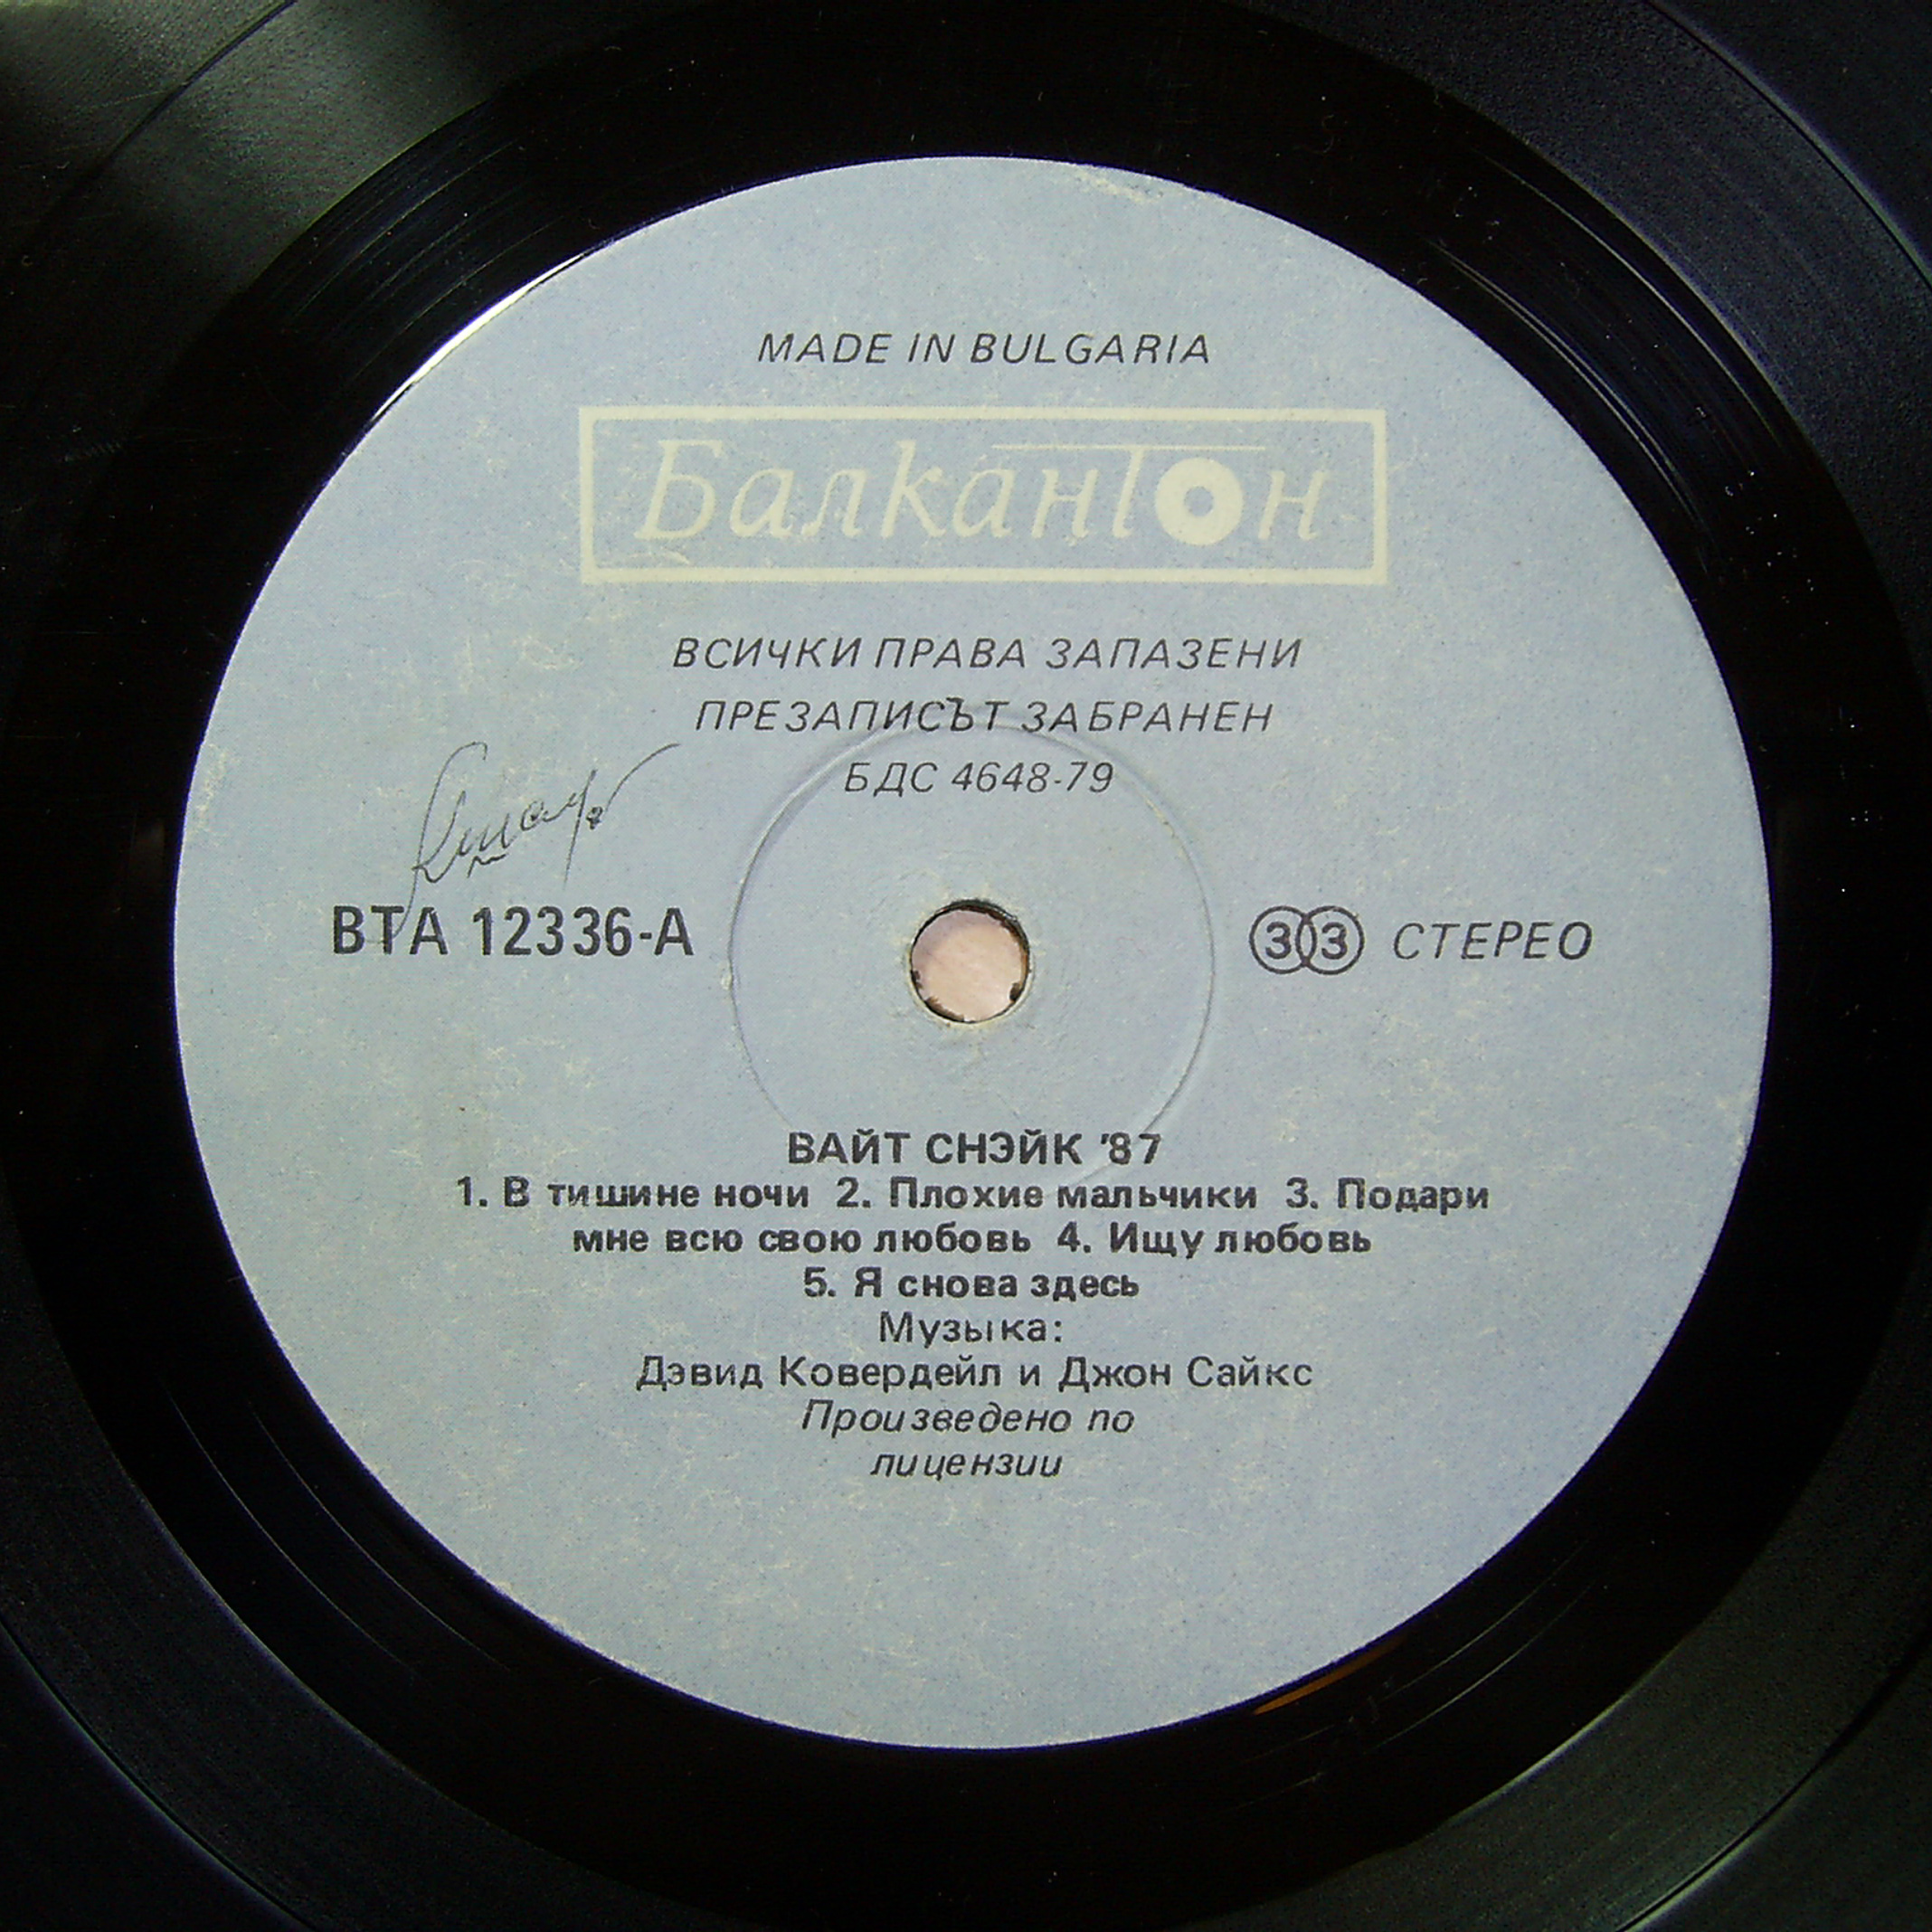 MADE IN BULGARIA
Балкантон
ВСИЧКИ ПРАВА ЗАПАЗЕНИ
ПРЕЗАПИСЪТ ЗАБРАНЕН
БДС 4648-79
ВТА 12336-А
33 СТЕРЕО
ВАЙТ СНЭЙК '87
1. В тишине ночи 2. Плохие мальчики 3. Подари
мне всю свою любовь 4. Ищу любовь
5. Я снова здесь
Музыка:
Дэвид Ковердейл и Джон Сайкс
Произведено по
лицензии